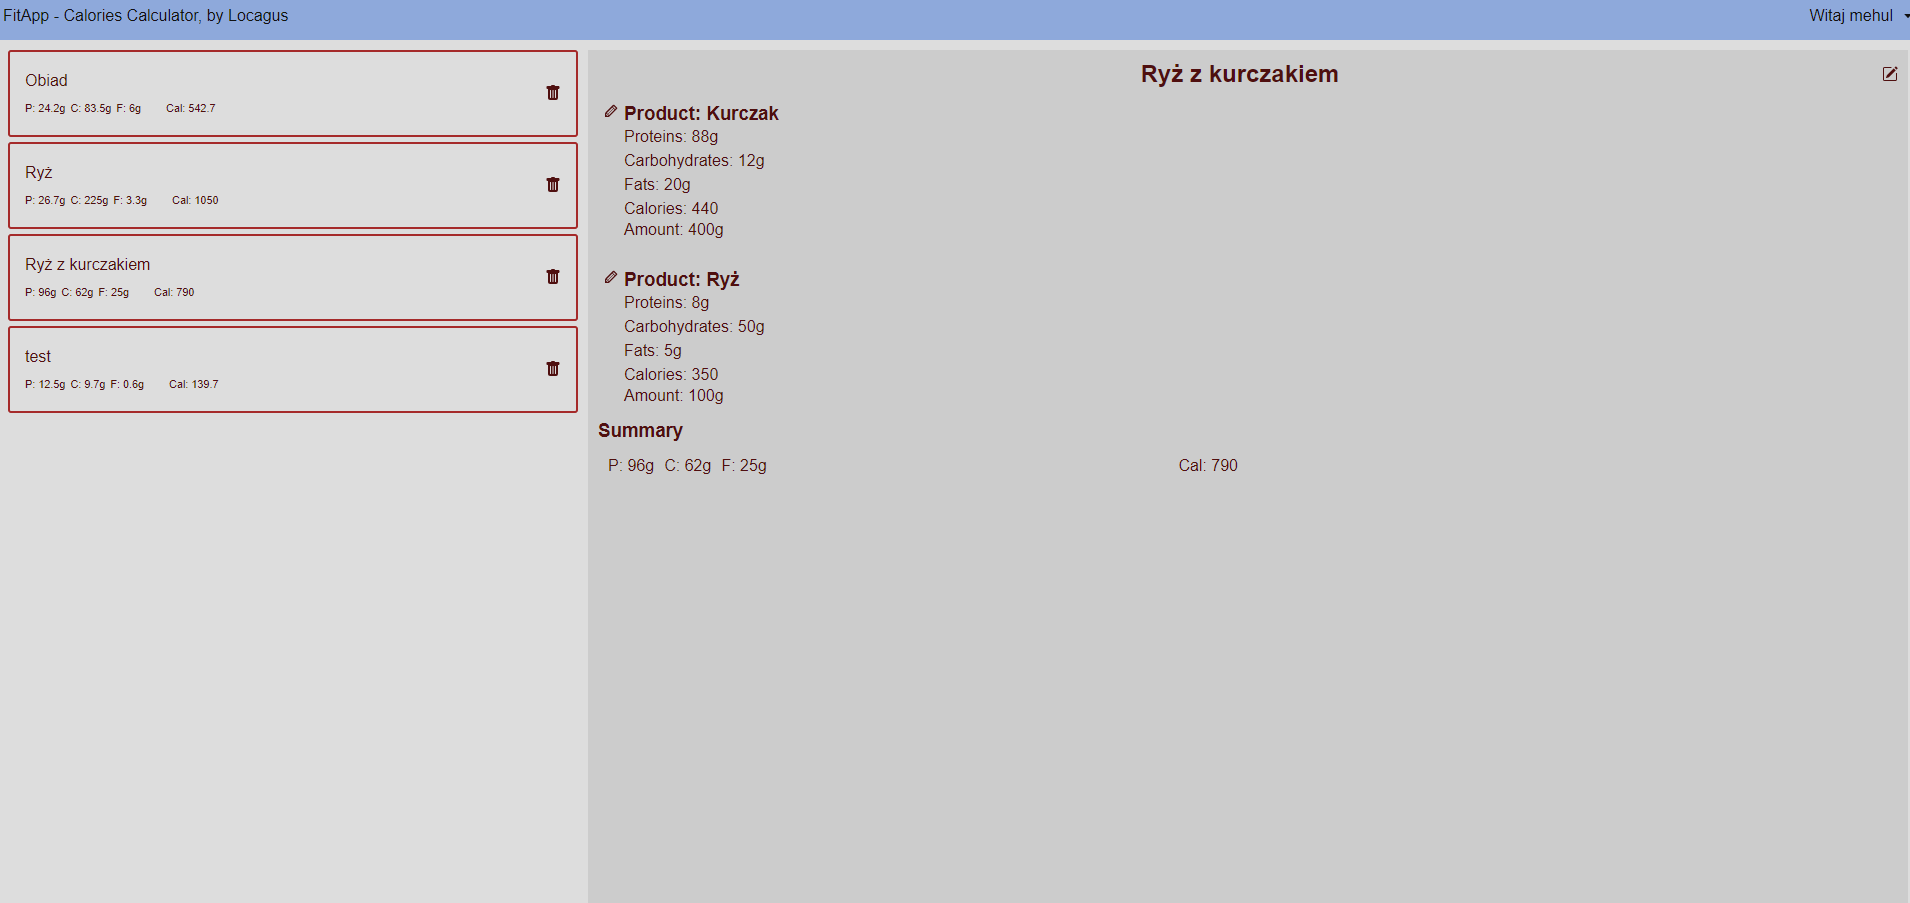 FitApp - Calories Calculator, by Locagus
Witaj mehul
Obiad
P: 24.2g C: 83.5g F: 6g Cal: 542.7
Ryż
P: 26.7g C: 225g F: 3.3g Cal: 1050
Ryż z kurczakiem
P: 96g C: 62g F: 25g Cal: 790
test
P: 12.5g C: 9.7g F: 0.6g Cal: 139.7
Ryż z kurczakiem
Product: Kurczak
Proteins: 88g
Carbohydrates: 12g
Fats: 20g
Calories: 440
Amount: 400g
Product: Ryż
Proteins: 8g
Carbohydrates: 50g
Fats: 5g
Calories: 350
Amount: 100g
Summary
P: 96g C: 62g F: 25g Cal: 790